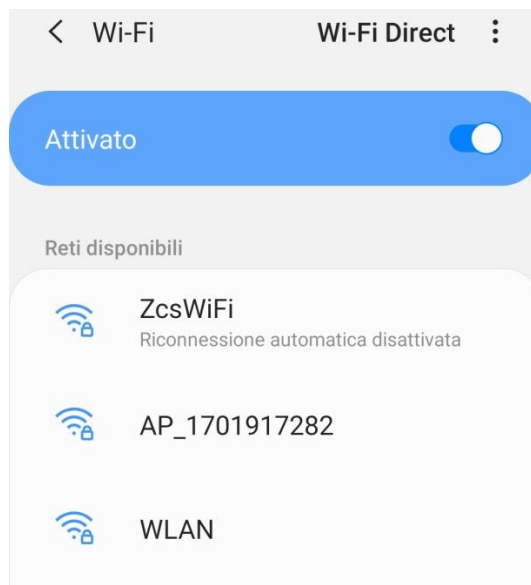 Wi-Fi Wi-Fi Direct
Attivato
Reti disponibili
ZcsWiFi
Riconnessione automatica disattivata
AP_1701917282
WLAN